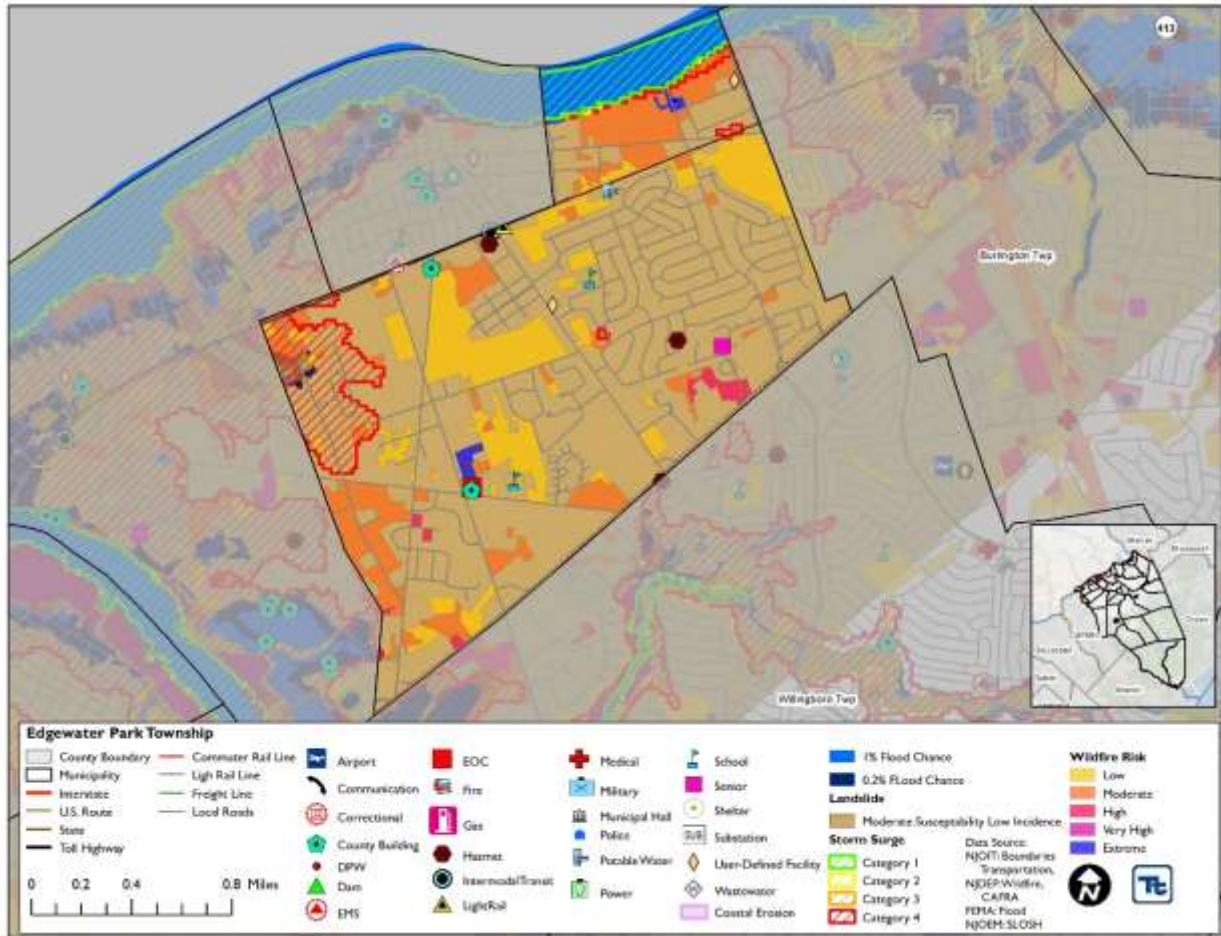 413
Burlington Twp
Willingboro Twp
Edgewater Park Township
County Boundary
Municipality
Interstate
U.S. Route
State
Toll Highway
Commuter Rail Line
Ligh Rail Line
Freight Line
Local Roads
0 0.2 0.4 0.8 Miles
Airport
Communication
Correctional
County Building
DPW
Dam
EMS
EOC
Fire
Gas
Hazmat
IntermodalTransit
LightRail
Medical
Military
Municipal Hall
Police
Potable Water
Power
School
Senior
Shelter
SUB
Substation
User-Defined Facility
Wastewater
Coastal Erosion
1% Flood Chance
0.2% FLood Chance
Landslide
Moderate Susceptability Low Incidence
Storm Surge
Category 1
Category 2
Category 3
Category 4
Data Source:
NJOIT: Boundaries
Transportation,
NJDEP: Wildfire,
CAFRA
FEMA: Flood
NJOEM: SLOSH
Wildfire Risk
Low
Moderate
High
Very High
Extreme
N
Tt